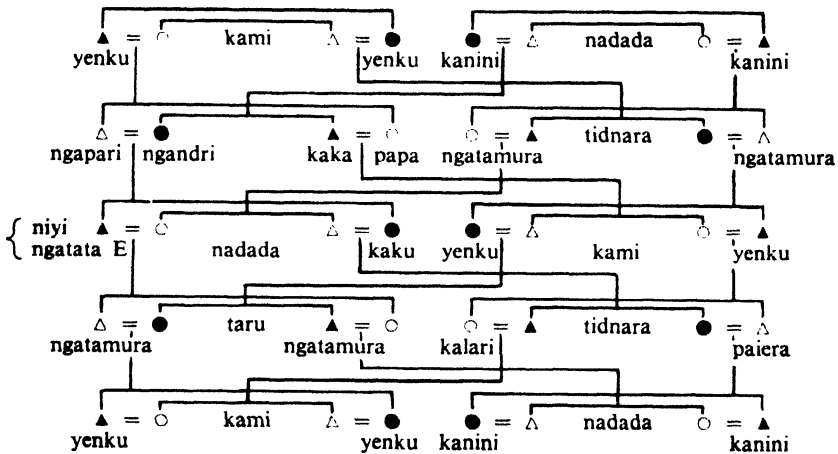 kami nadada
yenku yenku kanini kanini
tidnara
ngapari ngandri kaka papa ngatamura ngatamura
niyi
ngatata E nadada kaku yenku kami yenku
taru tidnara
ngatamura ngatamura kalari paiera
kami nadada
yenku yenku kanini kanini